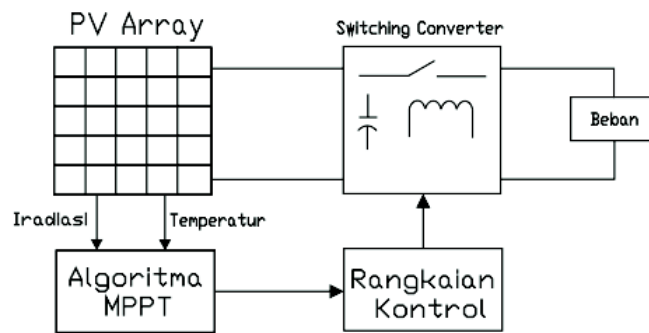 PV Array
Switching Converter
Beban
Iradiasi
Temperatur
Algoritma
MPPT
Rangkaian
Kontrol